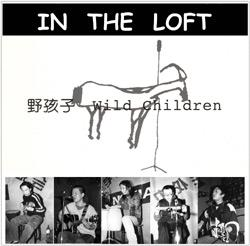 IN THE LOFT
野孩子 Wild Children